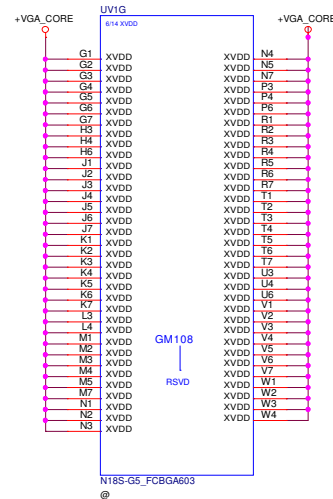 UV1G
+VGA_CORE 6/14 XVDD +VGA_CORE
G1 XVDD XVDD N4
G2 XVDD XVDD N5
G3 XVDD XVDD N7
G4 XVDD XVDD P3
G5 XVDD XVDD P4
G6 XVDD XVDD P6
G7 XVDD XVDD R1
H3 XVDD XVDD R2
H4 XVDD XVDD R3
H6 XVDD XVDD R4
J1 XVDD XVDD R5
J2 XVDD XVDD R6
J3 XVDD XVDD R7
J4 XVDD XVDD T1
J5 XVDD XVDD T2
J6 XVDD XVDD T3
J7 XVDD XVDD T4
K1 XVDD XVDD T5
K2 XVDD XVDD T6
K3 XVDD XVDD T7
K4 XVDD XVDD U3
K5 XVDD XVDD U4
K6 XVDD XVDD U6
K7 XVDD XVDD V1
L3 XVDD XVDD V2
L4 XVDD XVDD V3
M1 XVDD XVDD V4
M2 XVDD XVDD V5
M3 XVDD XVDD V6
M4 XVDD XVDD V7
M5 XVDD XVDD W1
M7 XVDD XVDD W2
N1 XVDD XVDD W3
N2 XVDD XVDD W4
N3 XVDD
GM108
RSVD
N18S-G5_FCBGA603
@